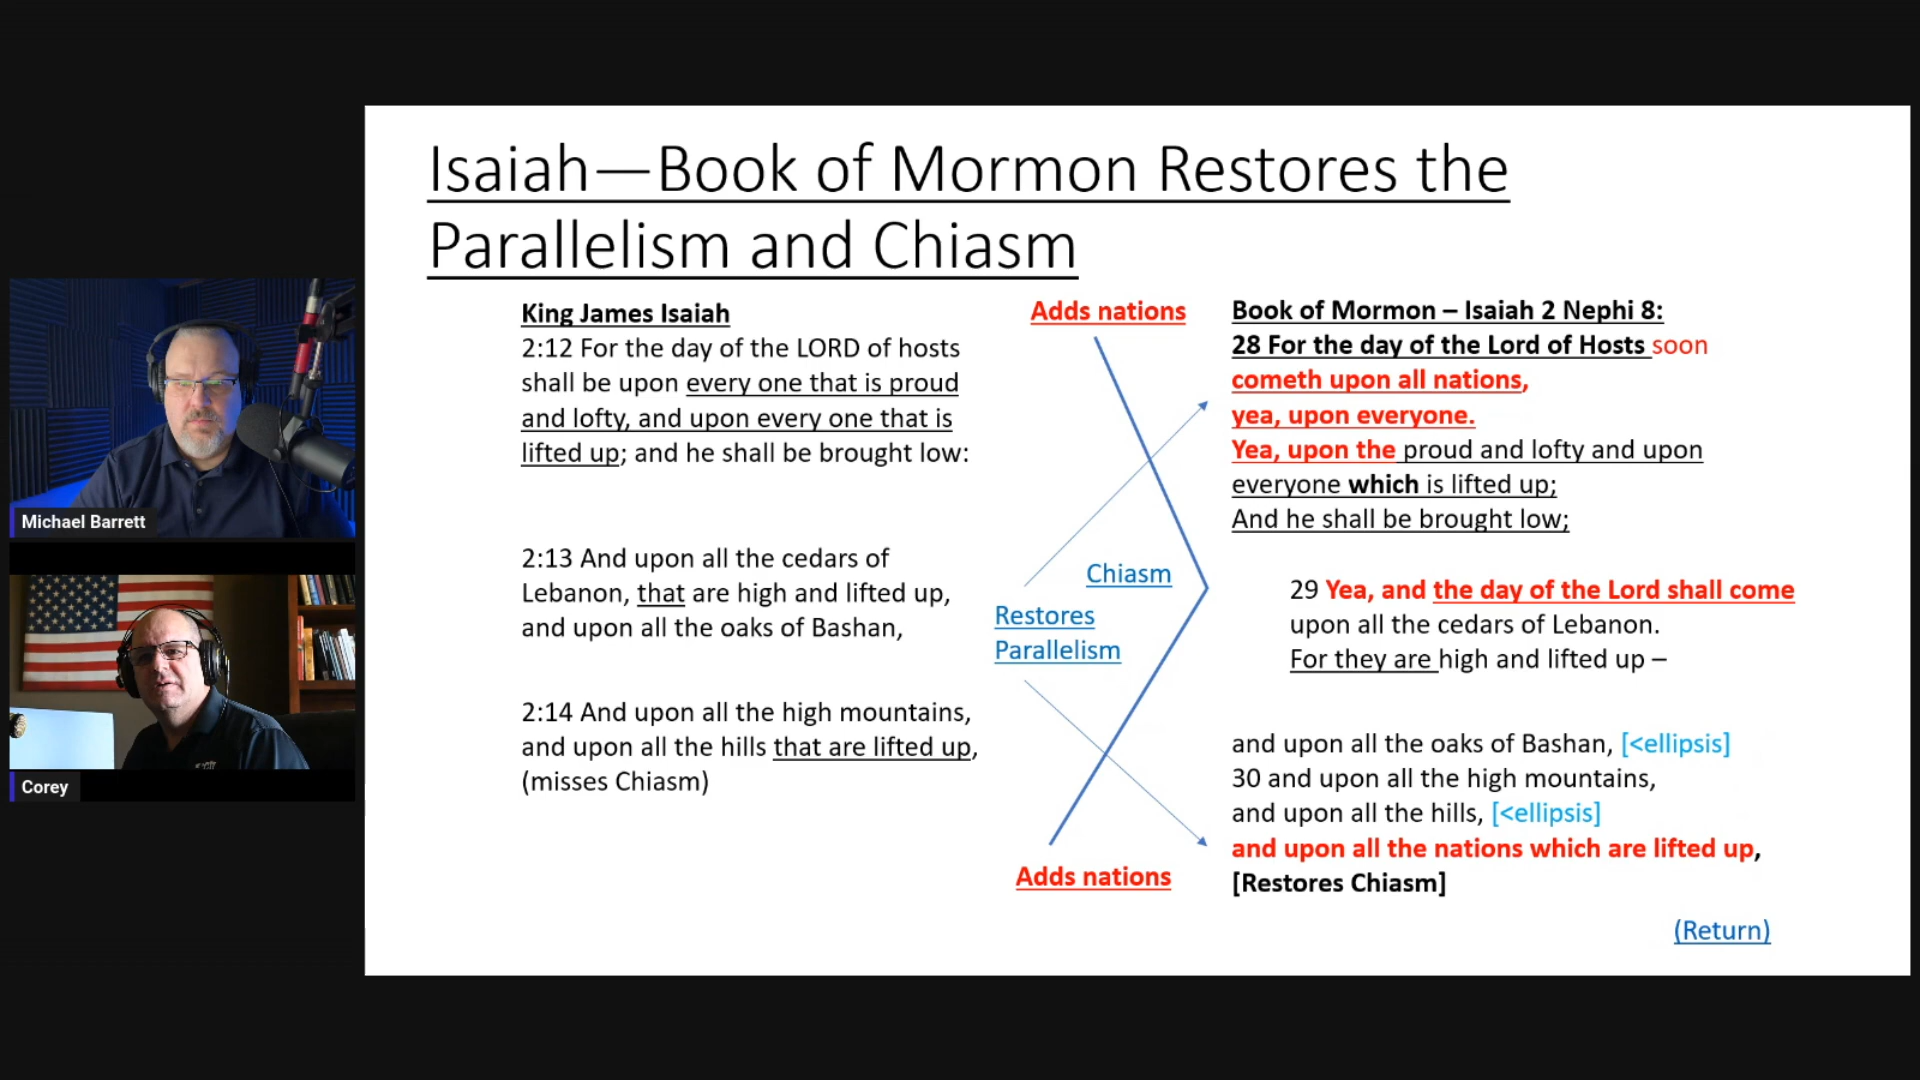 Isaiah—Book of Mormon Restores the
Parallelism and Chiasm
King James Isaiah
2:12 For the day of the LORD of hosts
shall be upon every one that is proud
and lofty, and upon every one that is
lifted up; and he shall be brought low:
2:13 And upon all the cedars of
Lebanon, that are high and lifted up,
and upon all the oaks of Bashan,
2:14 And upon all the high mountains,
and upon all the hills that are lifted up,
(misses Chiasm)
Adds nations
Chiasm
Restores
Parallelism
Adds nations
Book of Mormon – Isaiah 2 Nephi 8:
28 For the day of the Lord of Hosts soon
cometh upon all nations,
yea, upon everyone.
Yea, upon the proud and lofty and upon
everyone which is lifted up;
And he shall be brought low;
29 Yea, and the day of the Lord shall come
upon all the cedars of Lebanon.
For they are high and lifted up –
and upon all the oaks of Bashan, [<ellipsis]
30 and upon all the high mountains,
and upon all the hills, [<ellipsis]
and upon all the nations which are lifted up,
[Restores Chiasm]
(Return)
Michael Barrett
Corey